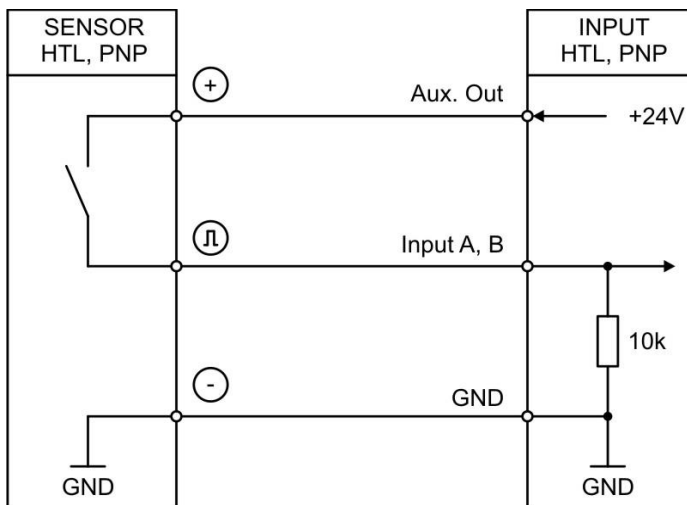 SENSOR
HTL, PNP
INPUT
HTL, PNP
+
Aux. Out
+24V
Input A, B
10k
-
GND
GND
GND